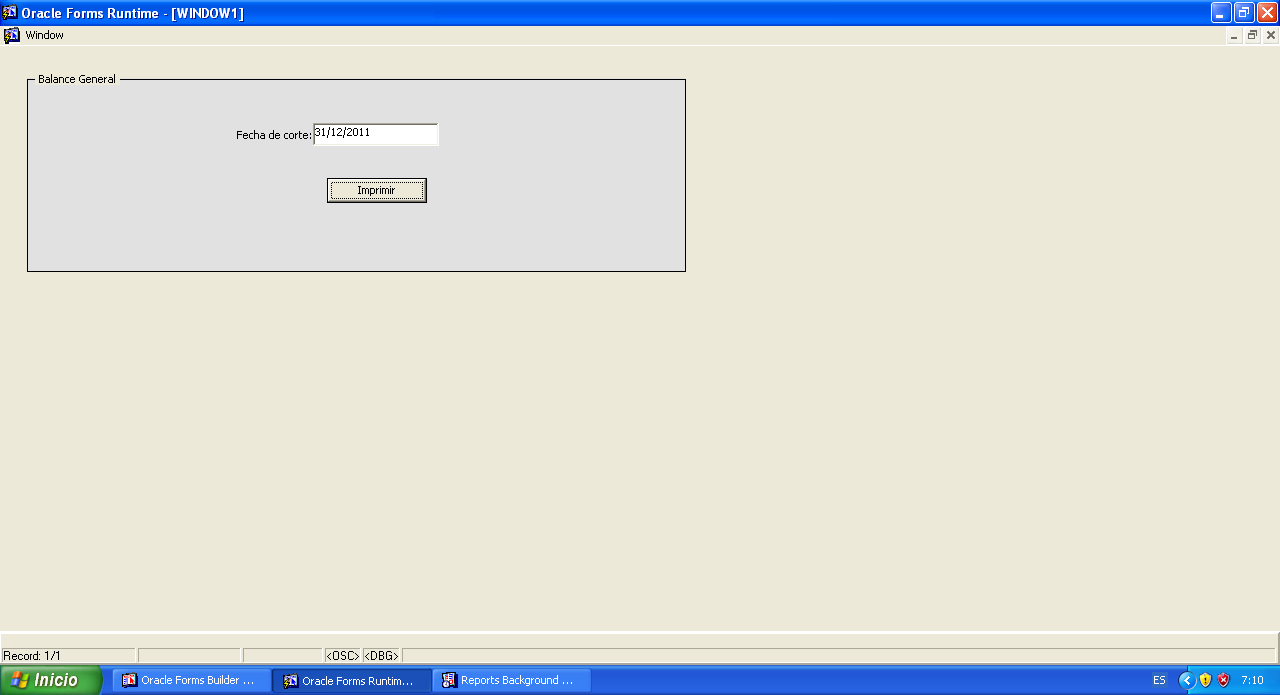 Oracle Forms Runtime - [WINDOW1]
Window
Balance General
Fecha de corte: 31/12/2011
Imprimir
Record: 1/1
<OSC> <DBG>
Inicio
Oracle Forms Builder ...
Oracle Forms Runtim...
Reports Background ...
ES
7:10